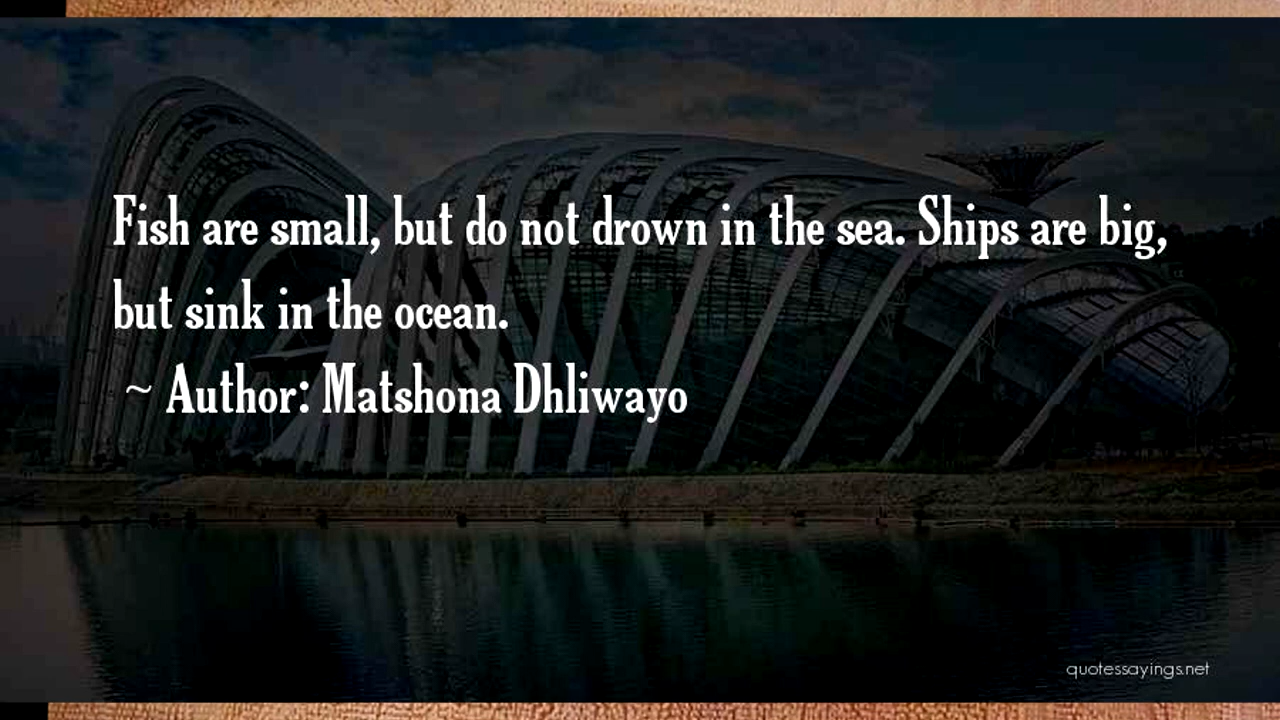 Fish are small, but do not drown in the sea. Ships are big,
but sink in the ocean.
~ Author: Matshona Dhliwayo
quotessayings.net